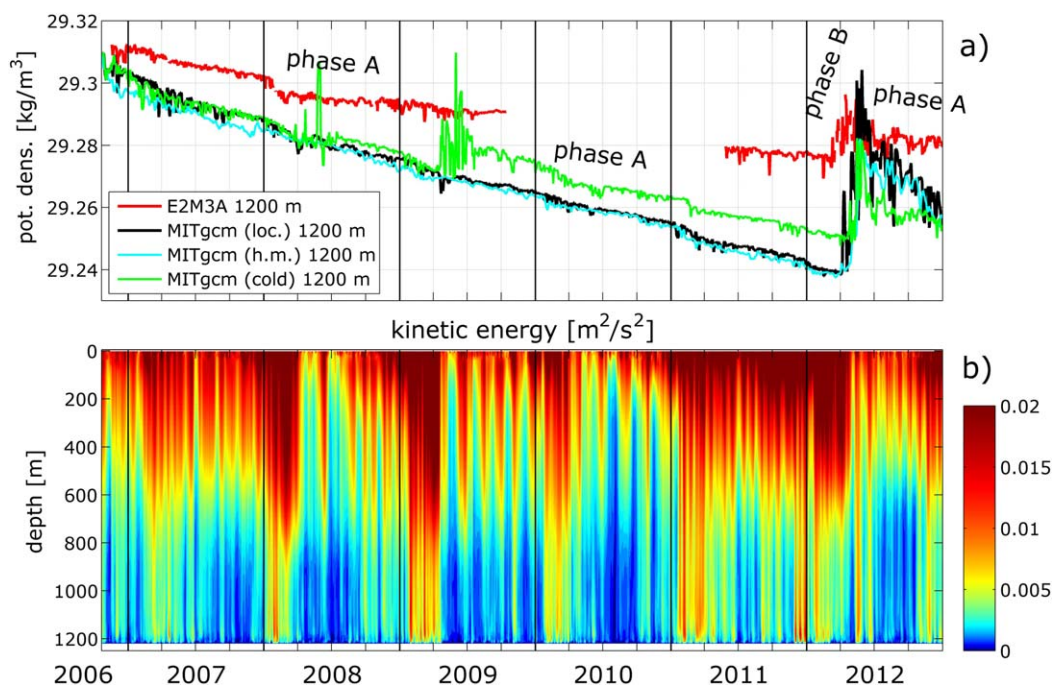 29.32
29.3
29.28
29.26
29.24
pot. dens. [kg/m³]
phase A
phase A
phase B
phase A
a)
E2M3A 1200 m
MITgcm (loc.) 1200 m
MITgcm (h.m.) 1200 m
MITgcm (cold) 1200 m
kinetic energy [m²/s²]
b)
0
200
400
600
800
1000
1200
depth [m]
0.02
0.015
0.01
0.005
0
2006 2007 2008 2009 2010 2011 2012